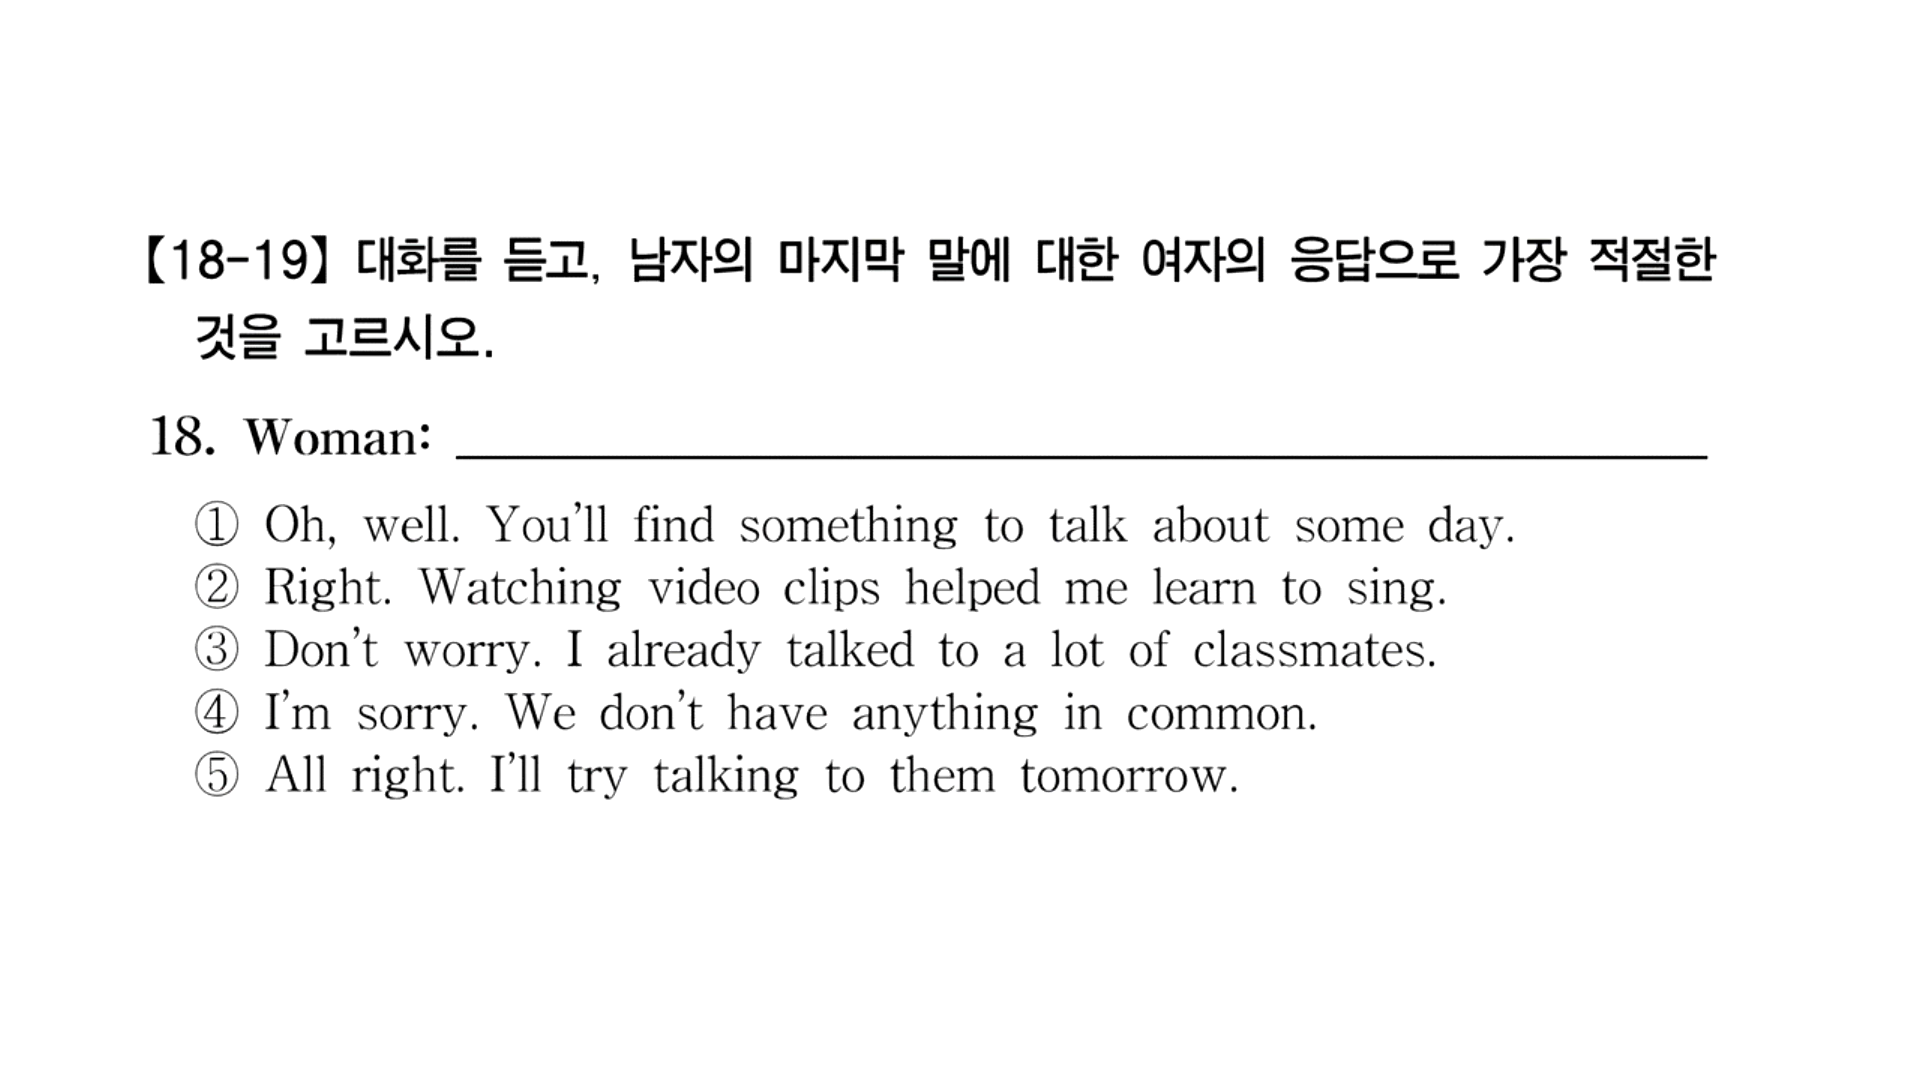 【18-19】 대화를 듣고, 남자의 마지막 말에 대한 여자의 응답으로 가장 적절한
것을 고르시오.
18. Woman: ____________________
① Oh, well. You'll find something to talk about some day.
② Right. Watching video clips helped me learn to sing.
③ Don't worry. I already talked to a lot of classmates.
④ I'm sorry. We don't have anything in common.
⑤ All right. I'll try talking to them tomorrow.